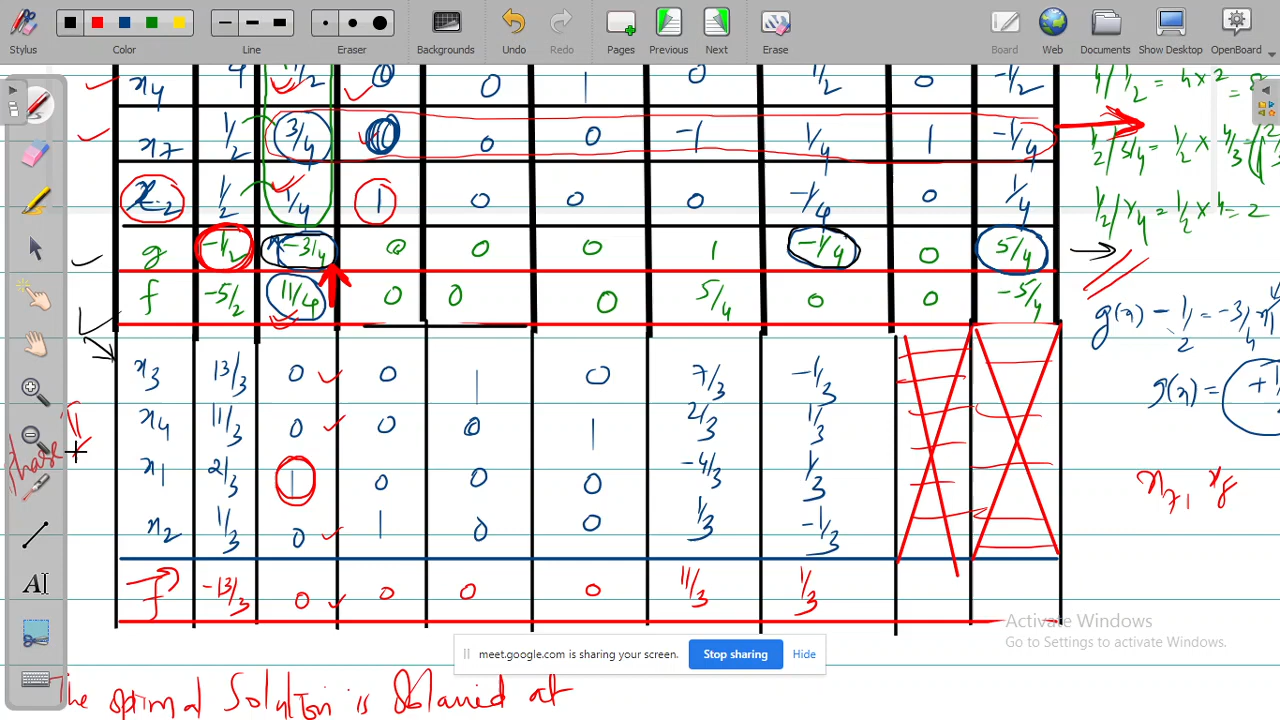 Stylus Color Line Eraser Backgrounds Undo Redo Pages Previous Next Erase Board Web Documents Show Desktop OpenBoard
x4 4 11/2 0 0 1 0 1/2 0 -1/2
x7 1/2 3/4 0 0 -1 1/4 1 -1/4
x2 1/2 1/4 1 0 0 0 -1/4 0 1/4
g -1/2 -3/4 0 0 0 1 -1/4 0 5/4
f -5/2 11/4 0 0 0 5/4 0 0 -5/4
x3 13/3 0 0 1 0 7/3 -1/3
x4 11/3 0 0 0 1 2/3 1/3
x1 2/3 1 0 0 0 -4/3 1/3
x2 1/3 0 1 0 0 1/3 -1/3
f -13/3 0 0 0 0 11/3 1/3
4/1/2 = 4×2 =
1/2/3/4 = 1/2 × 4/3 =
1/2/1/4 = 1/2 × 4 = 2
g(x) - 1/2 = -3/4 x1
g(x) =
x7, x8
Phase II
Activate Windows
Go to Settings to activate Windows.
meet.google.com is sharing your screen. Stop sharing Hide
The optimal Solution is obtained at